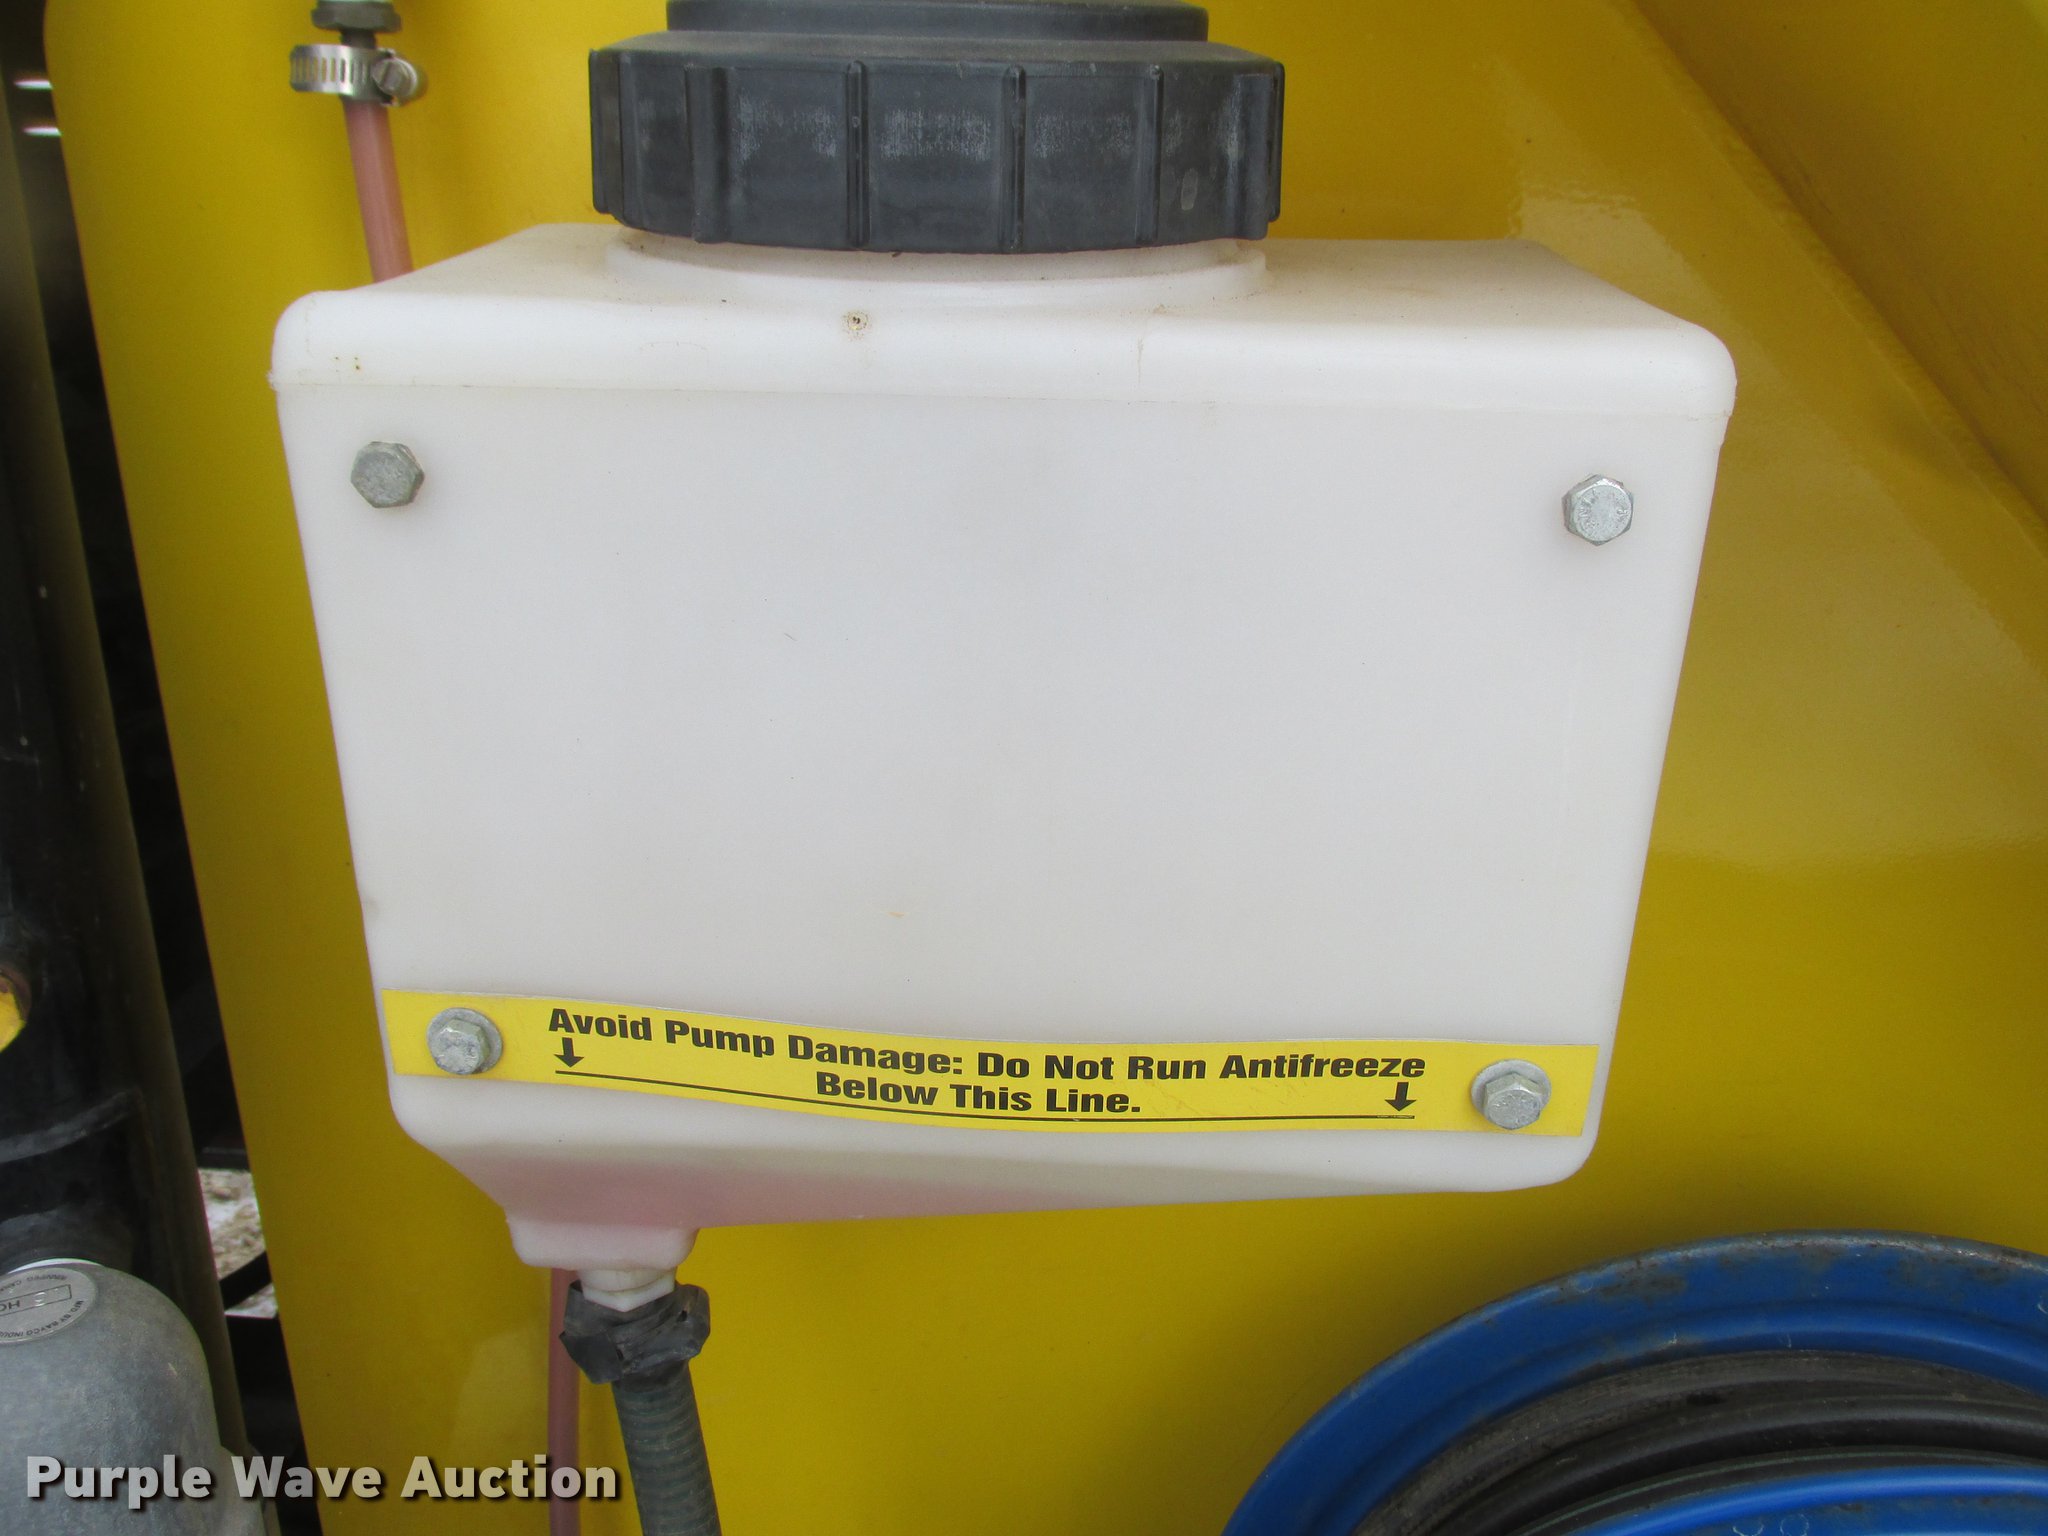 Avoid Pump Damage: Do Not Run Antifreeze
Below This Line.
Purple Wave Auction